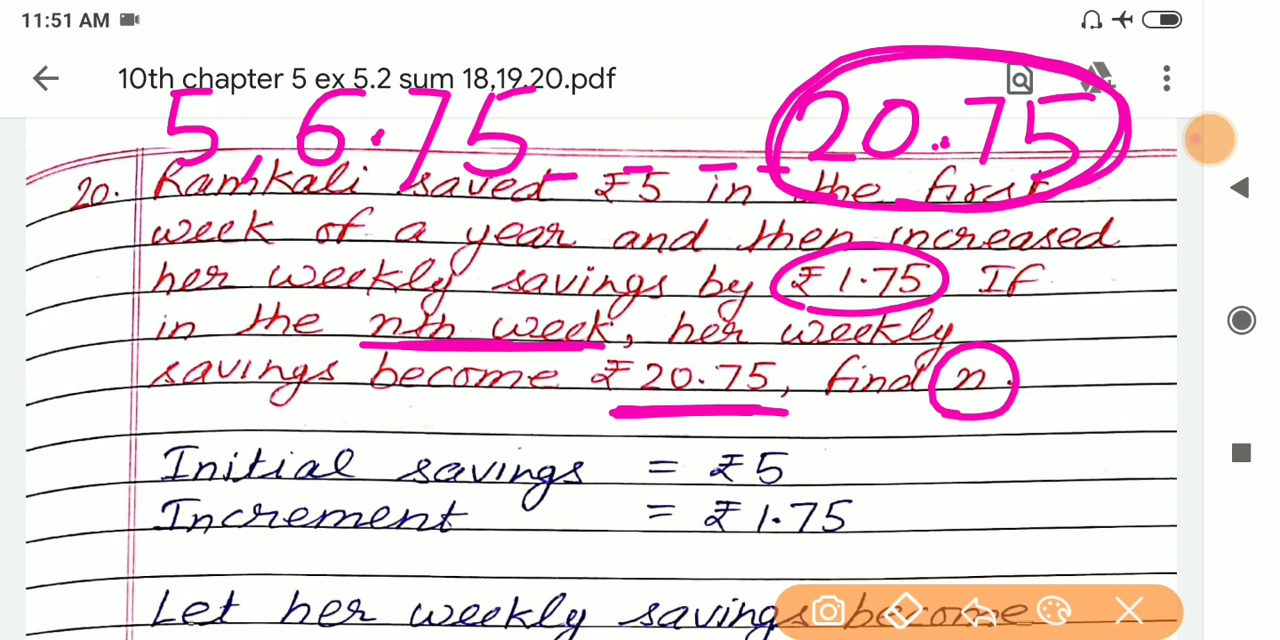 11:51 AM
10th chapter 5 ex 5.2 sum 18,19.20.pdf
5, 6.75 - - - 20.75
20. Ramkali saved ₹5 in the first
week of a year and then increased
her weekly savings by ₹1.75 If
in the nth week, her weekly
savings become ₹20.75, find n.
Initial savings = ₹5
Increment = ₹1.75
Let her weekly savings become